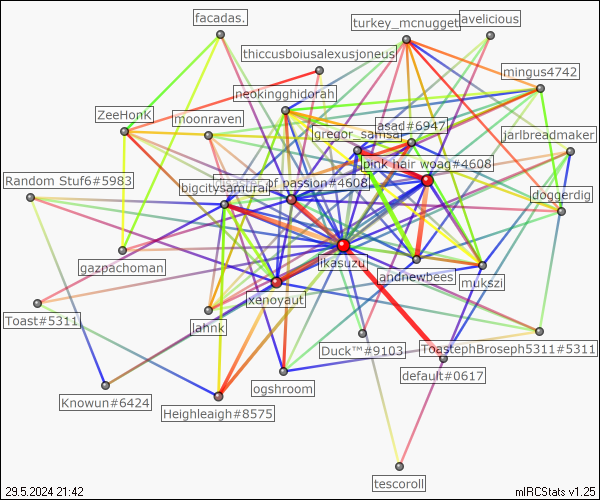 facadas.
turkey_mcnugget
avelicious
thiccusboiusalexusjoneus
mingus4742
neokingghidorah
ZeeHonK
moonraven
gregor_samsa
asad#6947
jarlbreadmaker
pink hair woag#4608
Random Stuf6#5983
bigcitysamurai
of passion#4608
doggerdig
ikasuzu
gazpachoman
andrewbees
mukszi
xenoyaut
Toast#5311
lahnk
Duck™#9103
ToastephBroseph5311#5311
default#0617
ogshroom
Knowun#6424
Heighleigh#8575
tescoroll
29.5.2024 21:42
mIRCStats v1.25